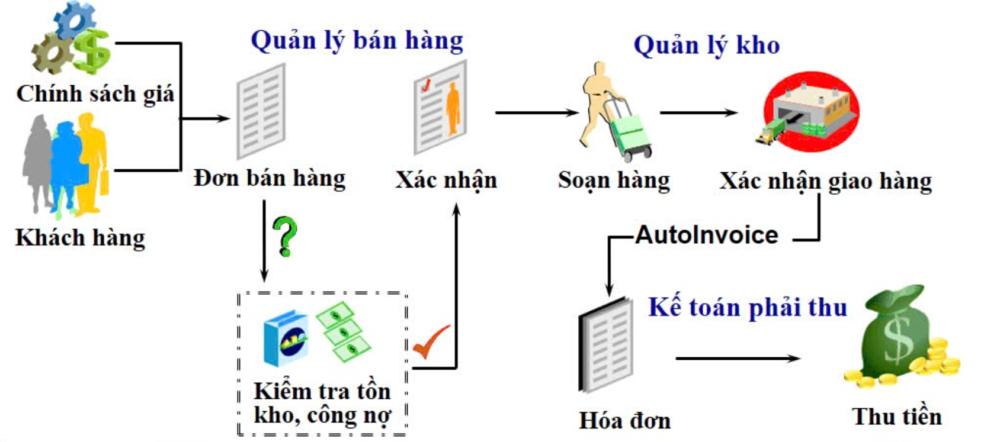 Quản lý bán hàng
Quản lý kho
Chính sách giá
Đơn bán hàng
Xác nhận
Soạn hàng
Xác nhận giao hàng
Khách hàng
AutoInvoice
Kế toán phải thu
Kiểm tra tồn
kho, công nợ
Hóa đơn
Thu tiền